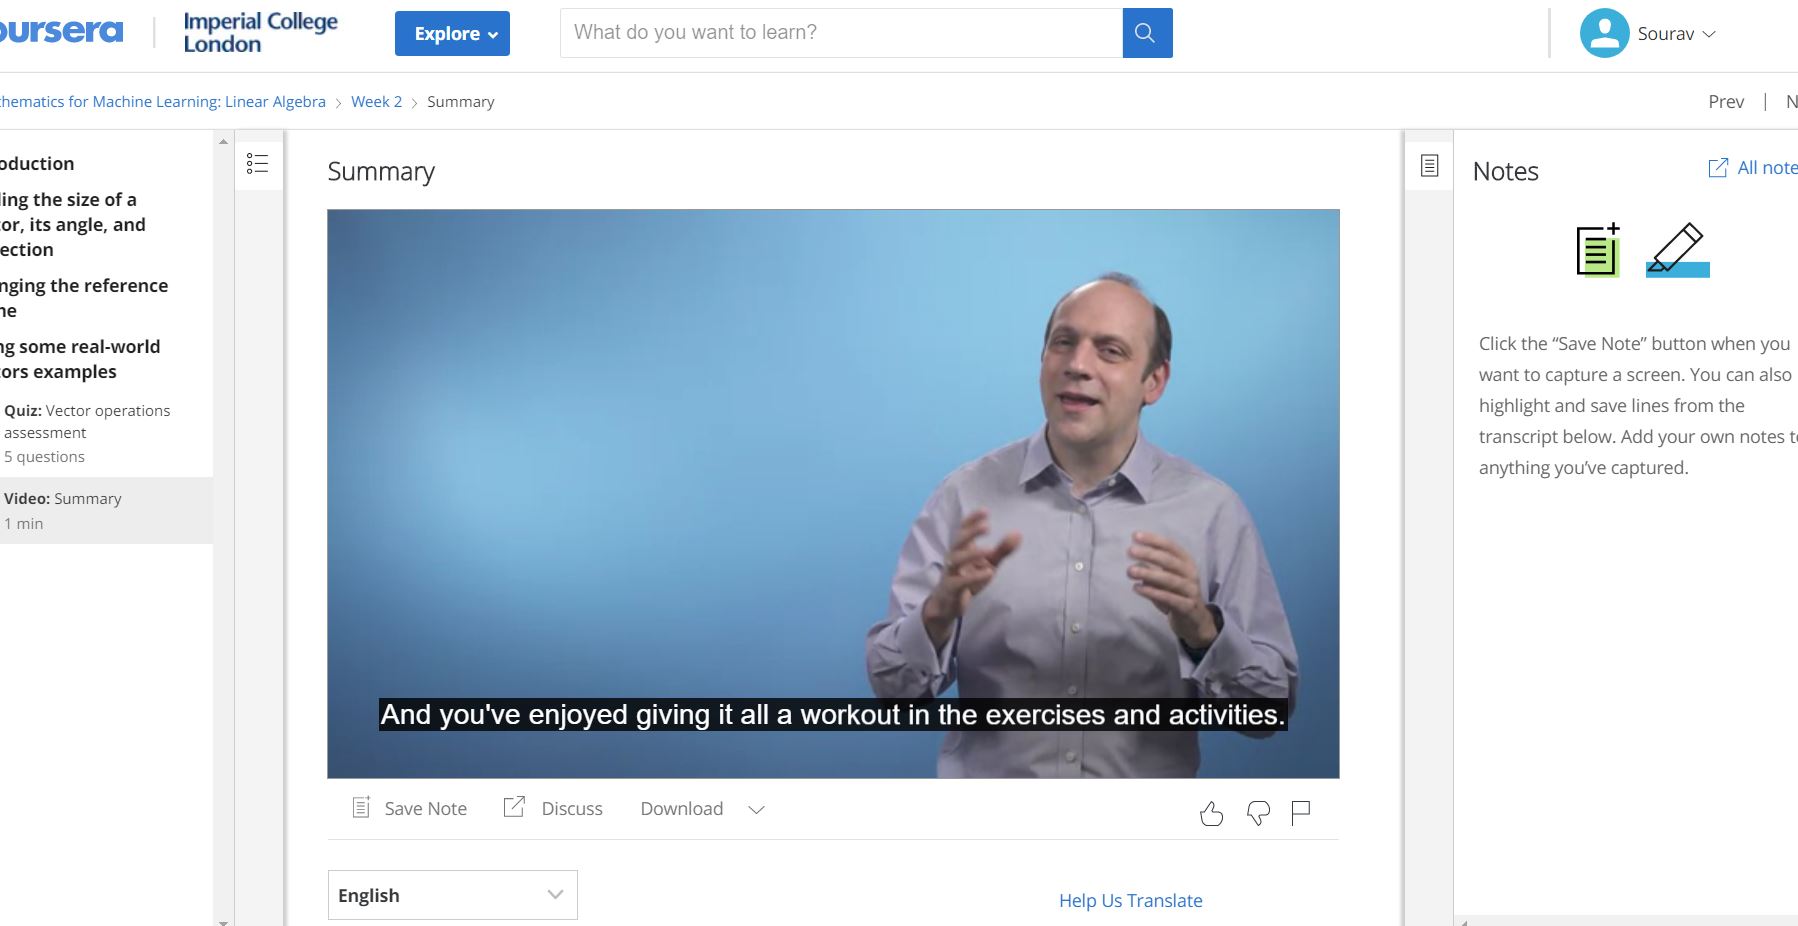 oursera
Imperial College
London
Explore
What do you want to learn?
Sourav
hematics for Machine Learning: Linear Algebra > Week 2 > Summary
Prev | N
oduction
ling the size of a
tor, its angle, and
ection
nging the reference
ne
ng some real-world
tors examples
Quiz: Vector operations
assessment
5 questions
Video: Summary
1 min
Summary
And you've enjoyed giving it all a workout in the exercises and activities.
Save Note
Discuss
Download
English
Help Us Translate
Notes
All note
Click the “Save Note” button when you
want to capture a screen. You can also
highlight and save lines from the
transcript below. Add your own notes t
anything you’ve captured.